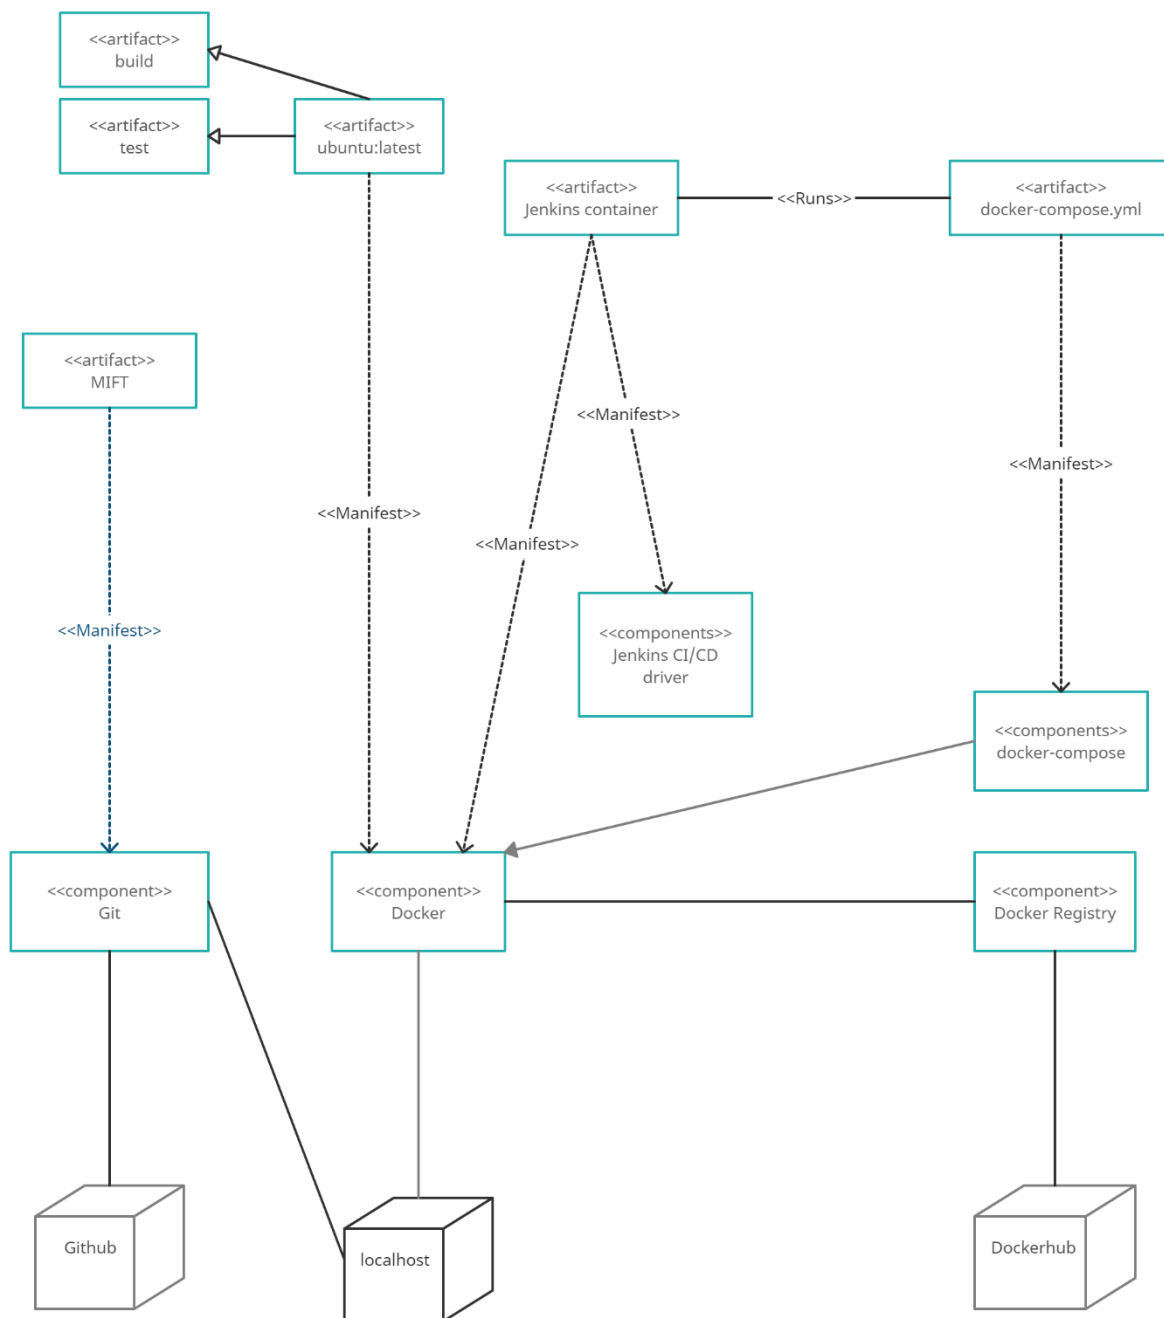 <<artifact>>
build
<<artifact>>
test
<<artifact>>
ubuntu:latest
<<artifact>>
Jenkins container
<<Runs>>
<<artifact>>
docker-compose.yml
<<artifact>>
MIFT
<<Manifest>>
<<Manifest>>
<<Manifest>>
<<Manifest>>
<<Manifest>>
<<components>>
Jenkins CI/CD
driver
<<components>>
docker-compose
<<component>>
Git
<<component>>
Docker
<<component>>
Docker Registry
Github
localhost
Dockerhub